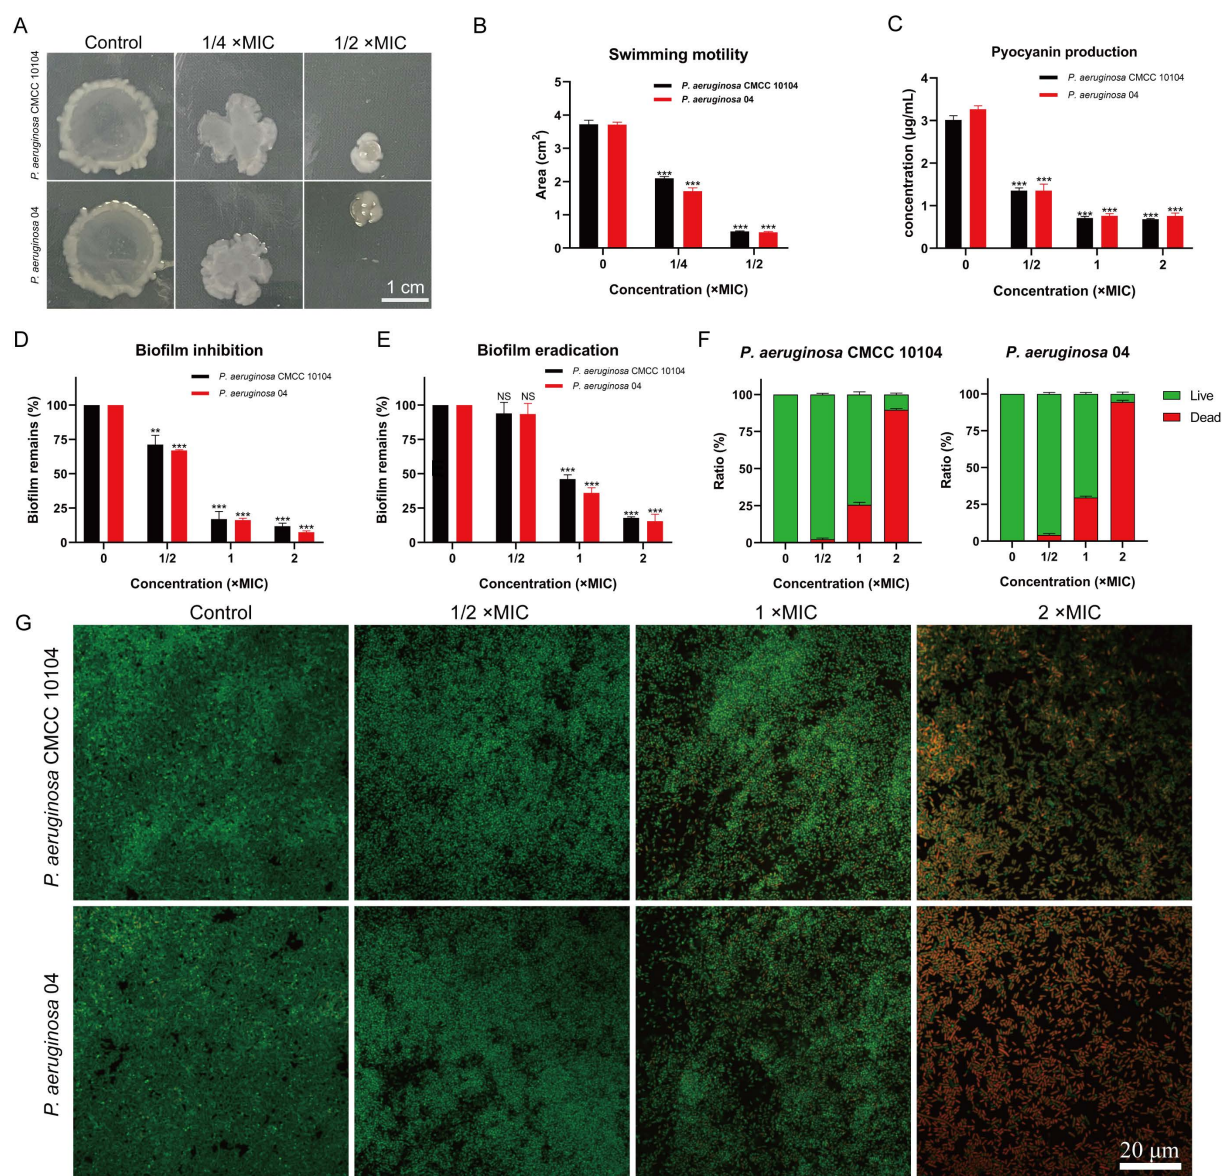 A
Control
1/4 ×MIC
1/2 ×MIC
P. aeruginosa CMCC 10104
P. aeruginosa 04
1 cm
B
Swimming motility
P. aeruginosa CMCC 10104
P. aeruginosa 04
Area (cm²)
5
4
3
2
1
0
***
***
***
***
0
1/4
1/2
Concentration (×MIC)
C
Pyocyanin production
P. aeruginosa CMCC 10104
P. aeruginosa 04
concentration (μg/mL)
4
3
2
1
0
***
***
***
***
***
***
0
1/2
1
2
Concentration (×MIC)
D
Biofilm inhibition
P. aeruginosa CMCC 10104
P. aeruginosa 04
Biofilm remains (%)
100
75
50
25
0
**
***
***
***
***
***
0
1/2
1
2
Concentration (×MIC)
E
Biofilm eradication
P. aeruginosa CMCC 10104
P. aeruginosa 04
Biofilm remains (%)
100
75
50
25
0
NS
NS
***
***
***
***
0
1/2
1
2
Concentration (×MIC)
F
P. aeruginosa CMCC 10104
Ratio (%)
100
75
50
25
0
0
1/2
1
2
Concentration (×MIC)
P. aeruginosa 04
Ratio (%)
100
75
50
25
0
0
1/2
1
2
Concentration (×MIC)
Live
Dead
G
Control
1/2 ×MIC
1 ×MIC
2 ×MIC
P. aeruginosa CMCC 10104
P. aeruginosa 04
20 μm